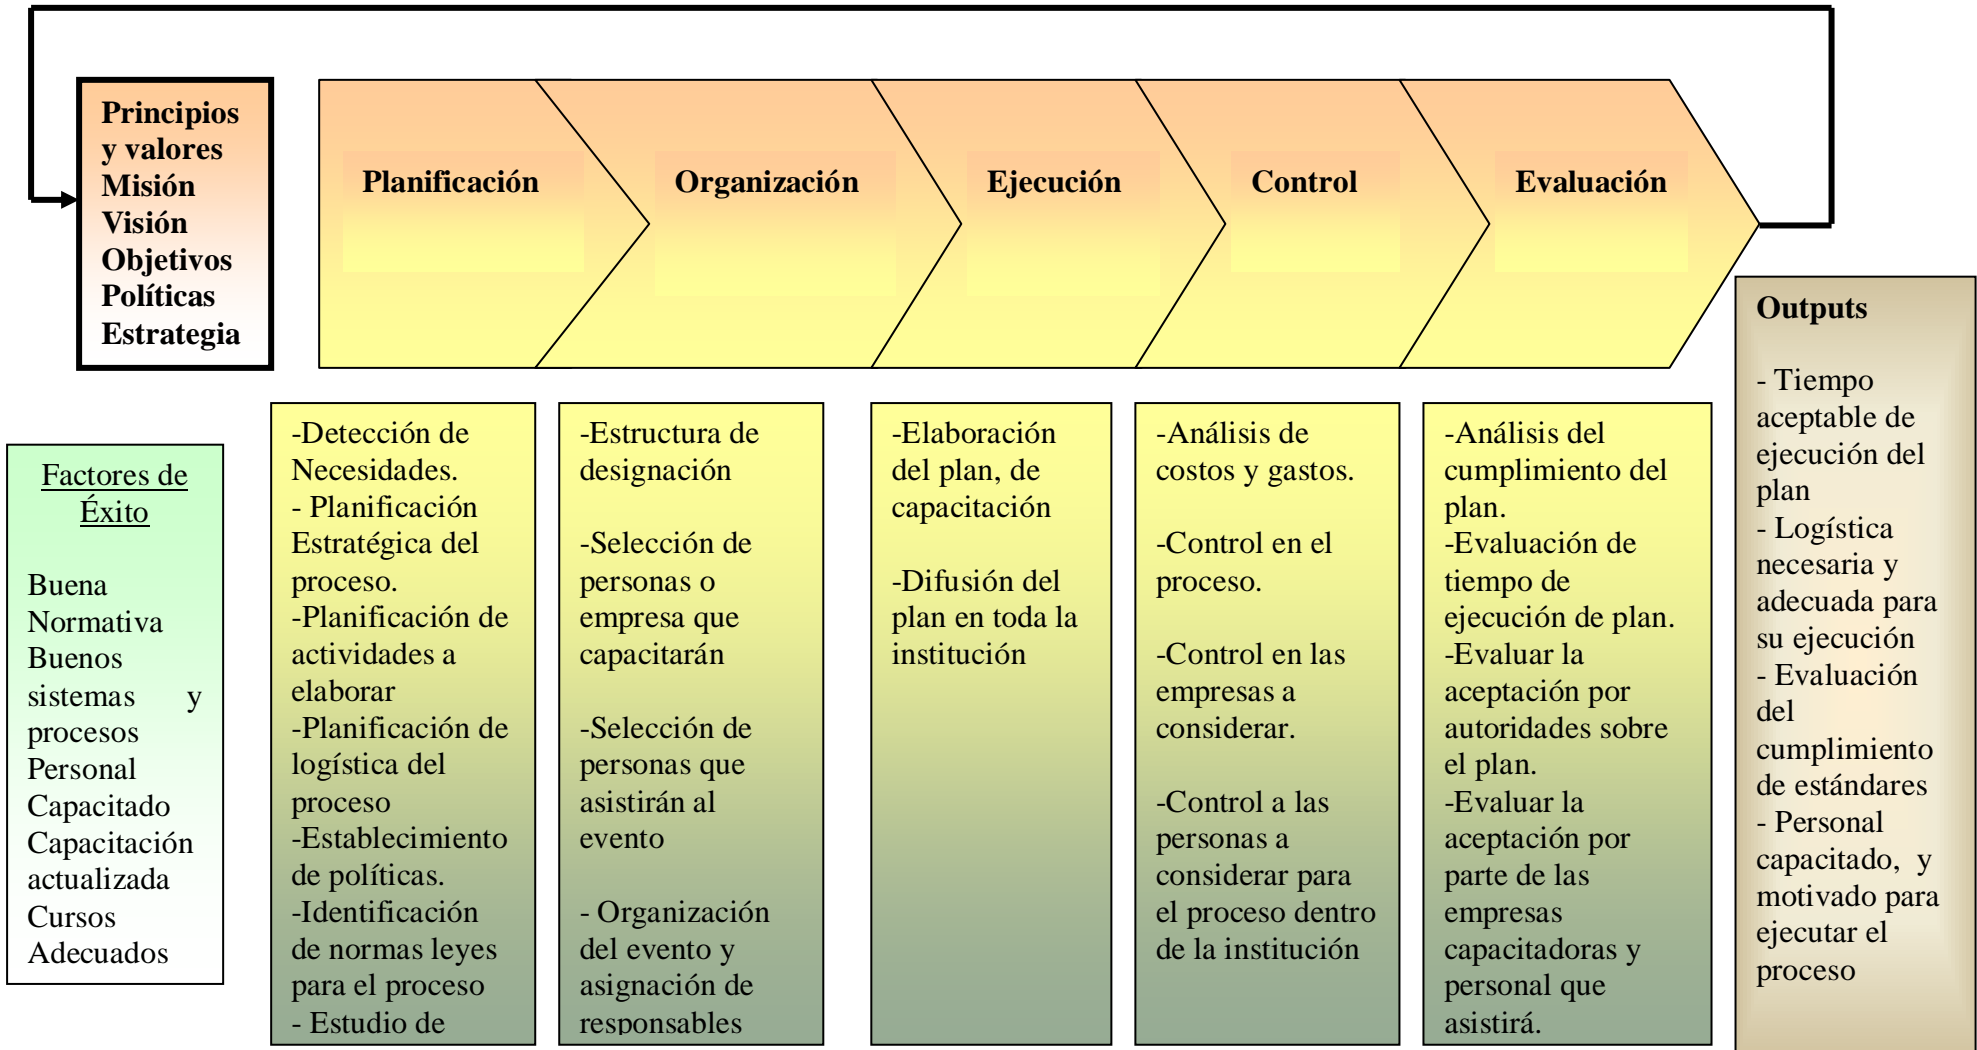 Principios
y valores
Misión
Visión
Objetivos
Políticas
Estrategia
Planificación
Organización
Ejecución
Control
Evaluación
Factores de
Éxito
Buena
Normativa
Buenos
sistemas y
procesos
Personal
Capacitado
Capacitación
actualizada
Cursos
Adecuados
-Detección de
Necesidades.
- Planificación
Estratégica del
proceso.
-Planificación de
actividades a
elaborar
-Planificación de
logística del
proceso
-Establecimiento
de políticas.
-Identificación
de normas leyes
para el proceso
- Estudio de
-Estructura de
designación
-Selección de
personas o
empresa que
capacitarán
-Selección de
personas que
asistirán al
evento
- Organización
del evento y
asignación de
responsables
-Elaboración
del plan, de
capacitación
-Difusión del
plan en toda la
institución
-Análisis de
costos y gastos.
-Control en el
proceso.
-Control en las
empresas a
considerar.
-Control a las
personas a
considerar para
el proceso dentro
de la institución
-Análisis del
cumplimiento del
plan.
-Evaluación de
tiempo de
ejecución de plan.
-Evaluar la
aceptación por
autoridades sobre
el plan.
-Evaluar la
aceptación por
parte de las
empresas
capacitadoras y
personal que
asistirá.
Outputs
- Tiempo
aceptable de
ejecución del
plan
- Logística
necesaria y
adecuada para
su ejecución
- Evaluación
del
cumplimiento
de estándares
- Personal
capacitado, y
motivado para
ejecutar el
proceso